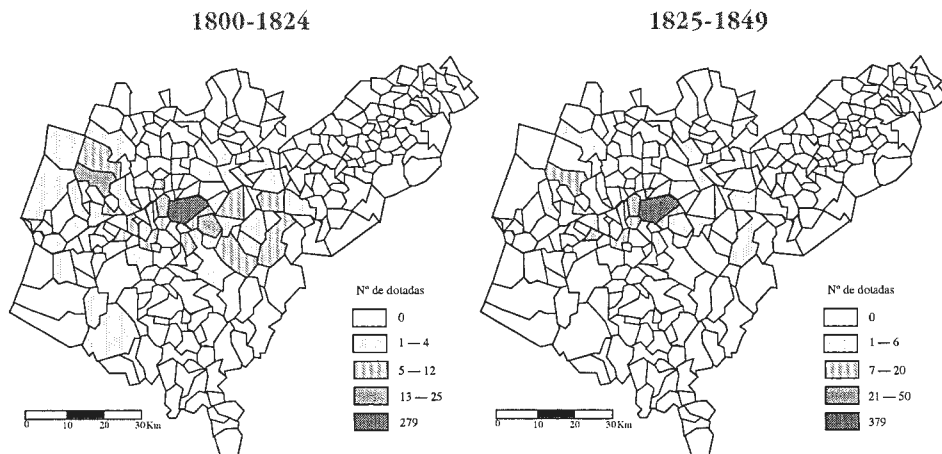 1800-1824
Nº de dotadas
0
1 — 4
5 — 12
13 — 25
279
0 10 20 30 Km
1825-1849
Nº de dotadas
0
1 — 6
7 — 20
21 — 50
379
0 10 20 30 Km